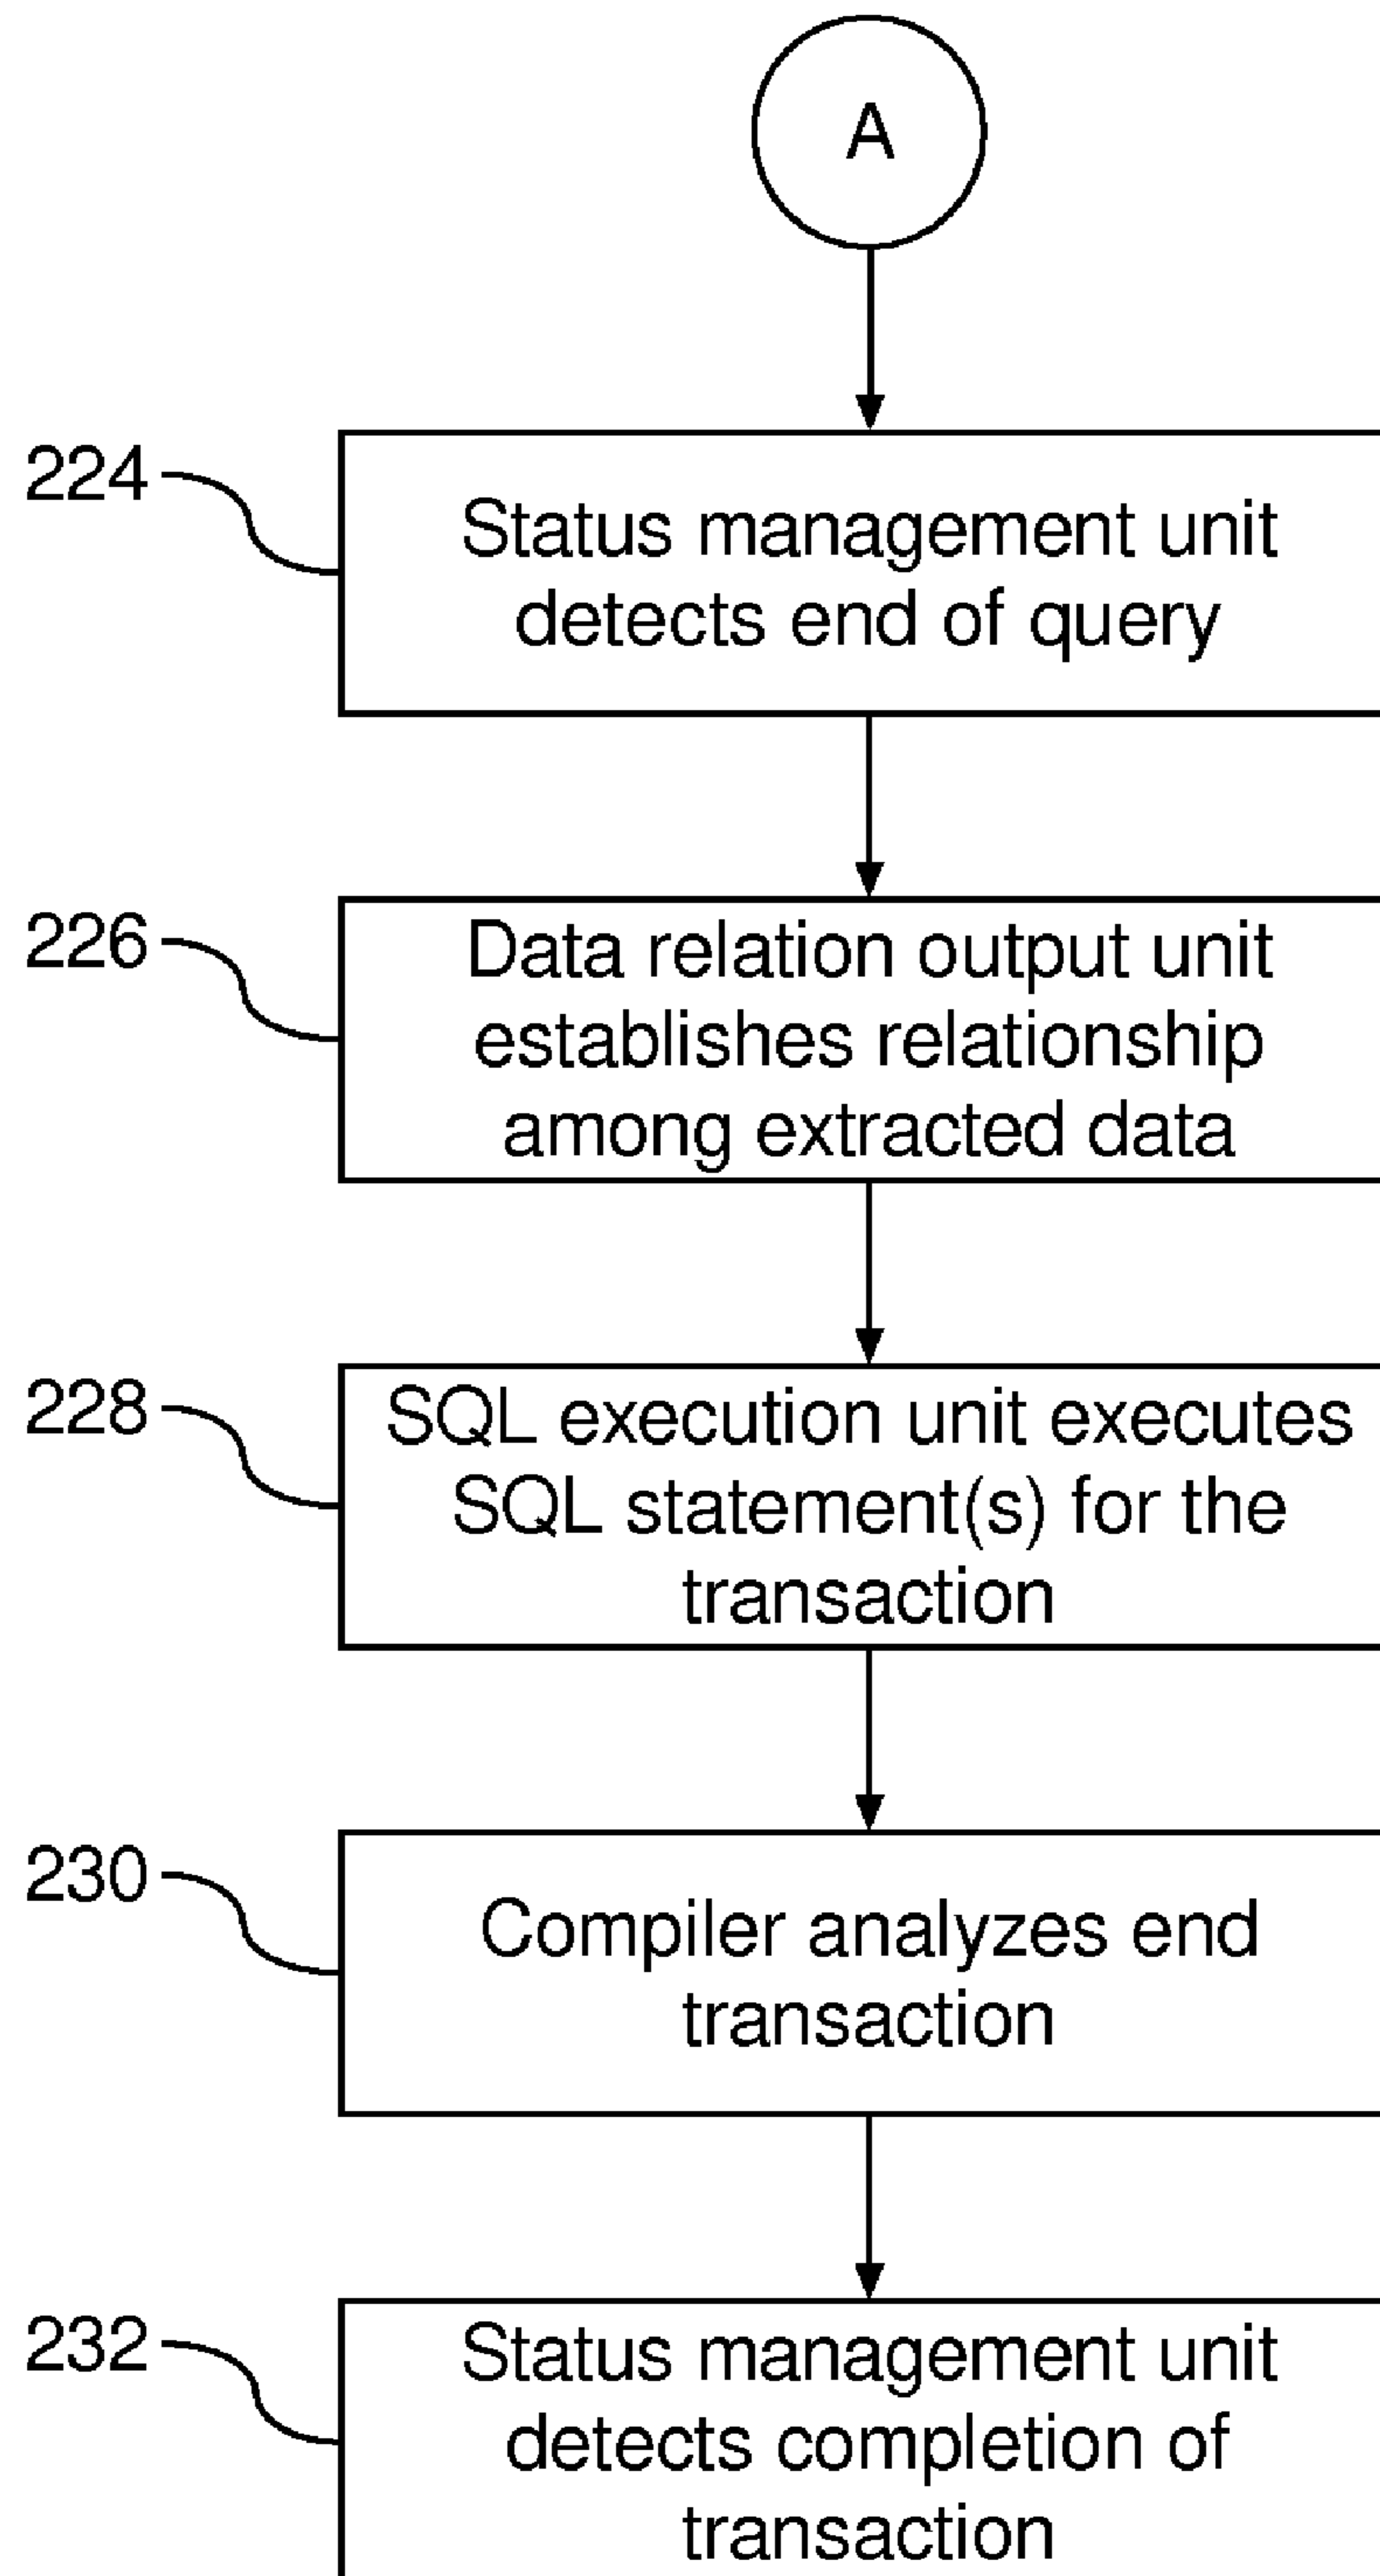 A
224
Status management unit
detects end of query
226
Data relation output unit
establishes relationship
among extracted data
228
SQL execution unit executes
SQL statement(s) for the
transaction
230
Compiler analyzes end
transaction
232
Status management unit
detects completion of
transaction